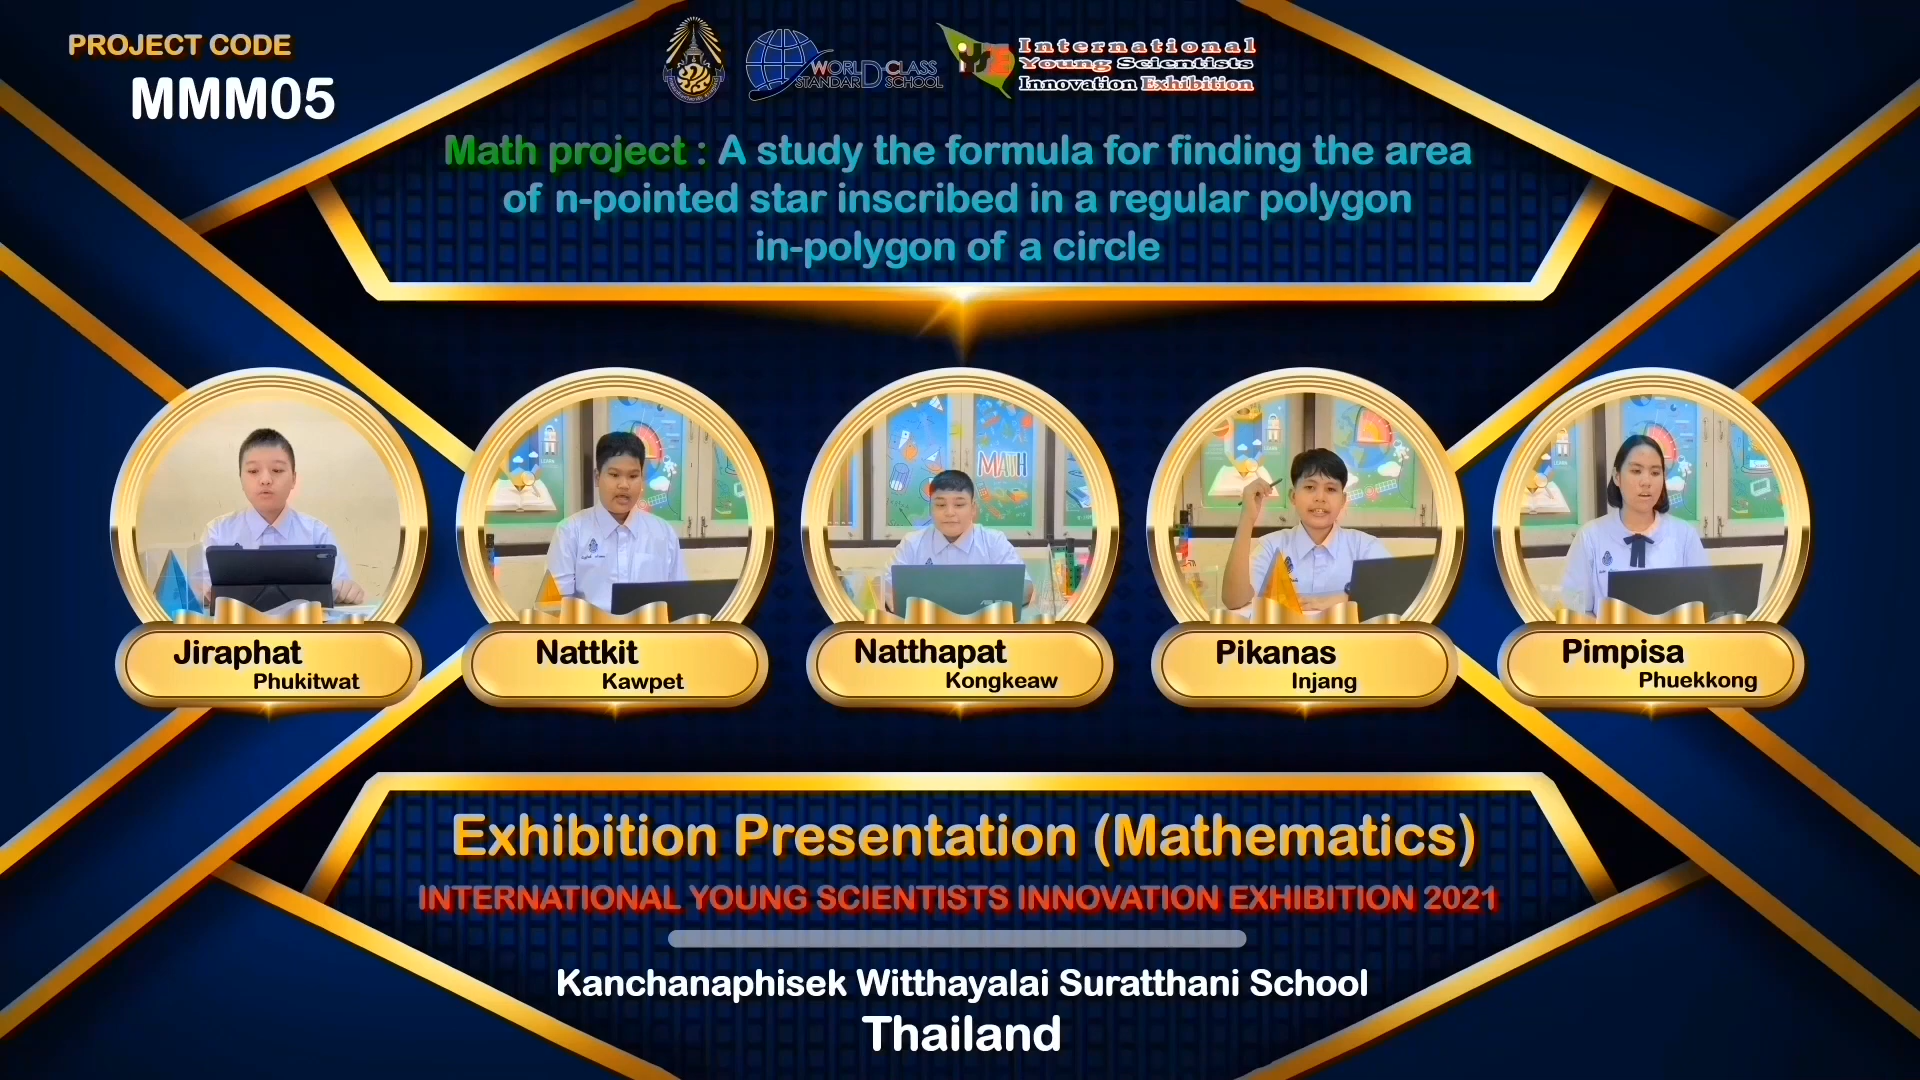 PROJECT CODE
MMM05
WORLD-CLASS
STANDARD SCHOOL
International
Young Scientists
Innovation Exhibition
Math project : A study the formula for finding the area
of n-pointed star inscribed in a regular polygon
in-polygon of a circle
MATH
Jiraphat
Phukitwat
Nattkit
Kawpet
Natthapat
Kongkeaw
Pikanas
Injang
Pimpisa
Phuekkong
Exhibition Presentation (Mathematics)
INTERNATIONAL YOUNG SCIENTISTS INNOVATION EXHIBITION 2021
Kanchanaphisek Witthayalai Suratthani School
Thailand